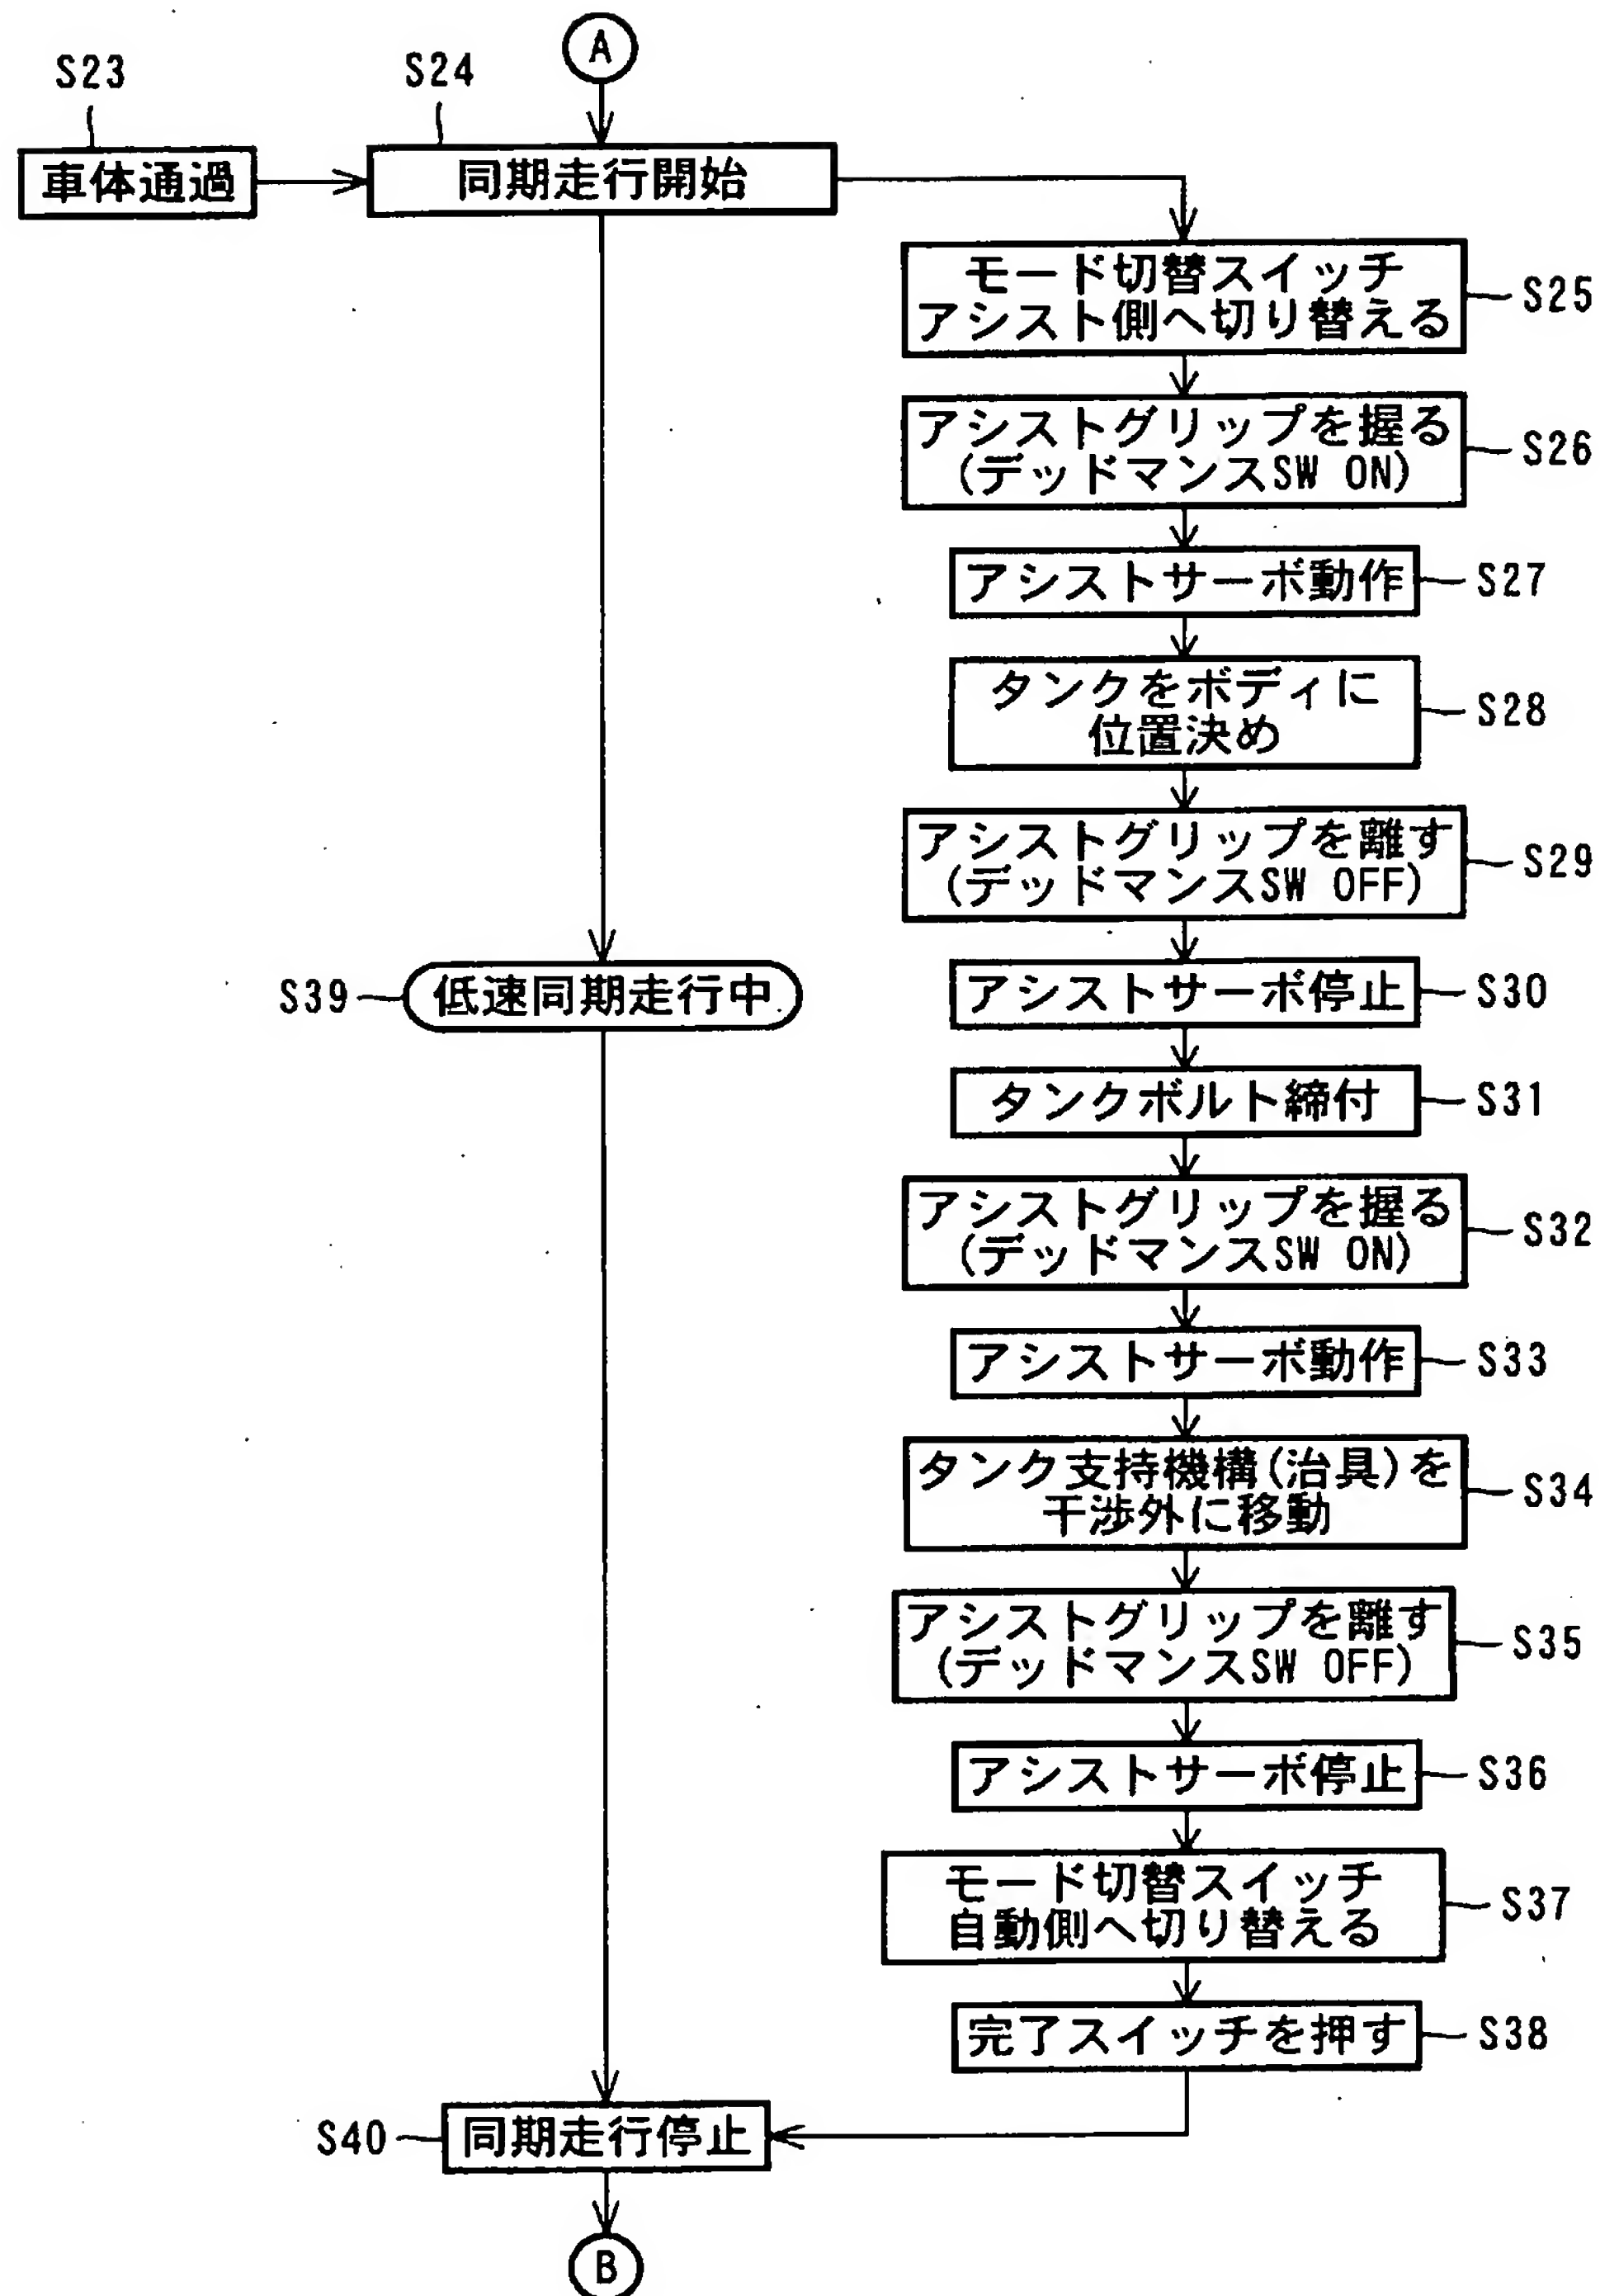 A
S23
S24
車体通過
同期走行開始
モード切替スイッチ
アシスト側へ切り替える
S25
アシストグリップを握る
(デッドマンスSW ON)
S26
アシストサーボ動作
S27
タンクをボディに
位置決め
S28
アシストグリップを離す
(デッドマンスSW OFF)
S29
S39
低速同期走行中
アシストサーボ停止
S30
タンクボルト締付
S31
アシストグリップを握る
(デッドマンスSW ON)
S32
アシストサーボ動作
S33
タンク支持機構(治具)を
干渉外に移動
S34
アシストグリップを離す
(デッドマンスSW OFF)
S35
アシストサーボ停止
S36
モード切替スイッチ
自動側へ切り替える
S37
完了スイッチを押す
S38
S40
同期走行停止
B